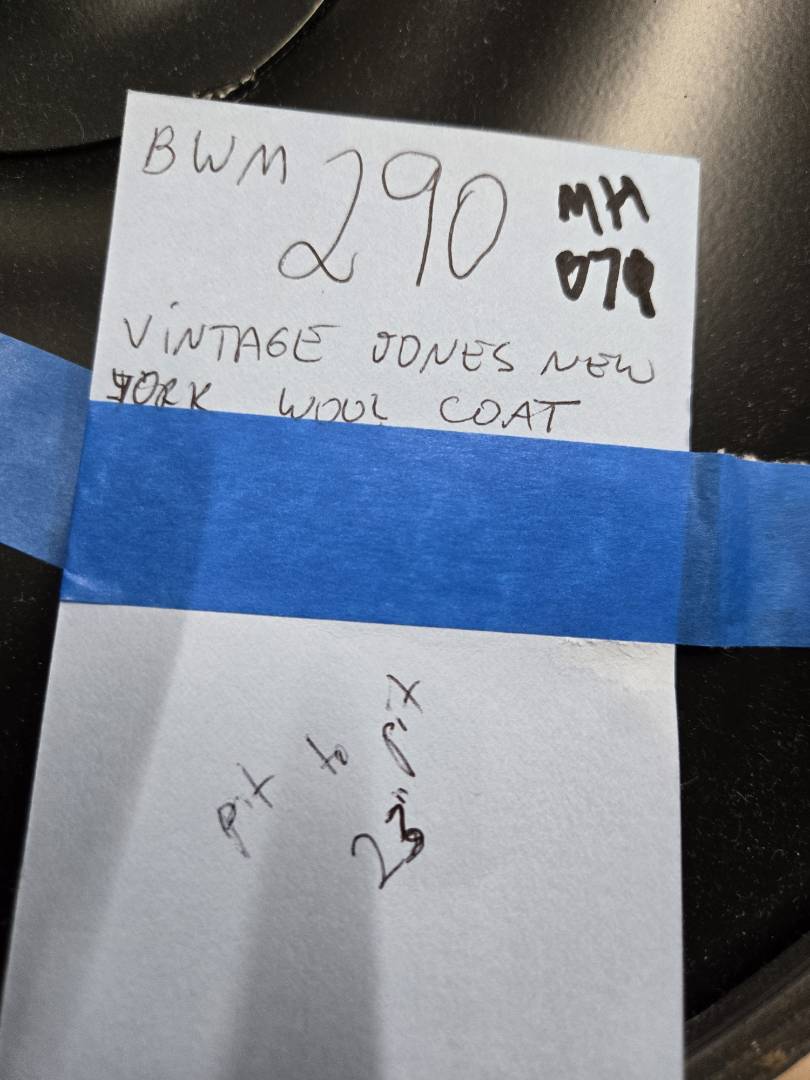 BWM 290
MH
079
VINTAGE JONES NEW
YORK WOOL COAT
pit to pit
23"